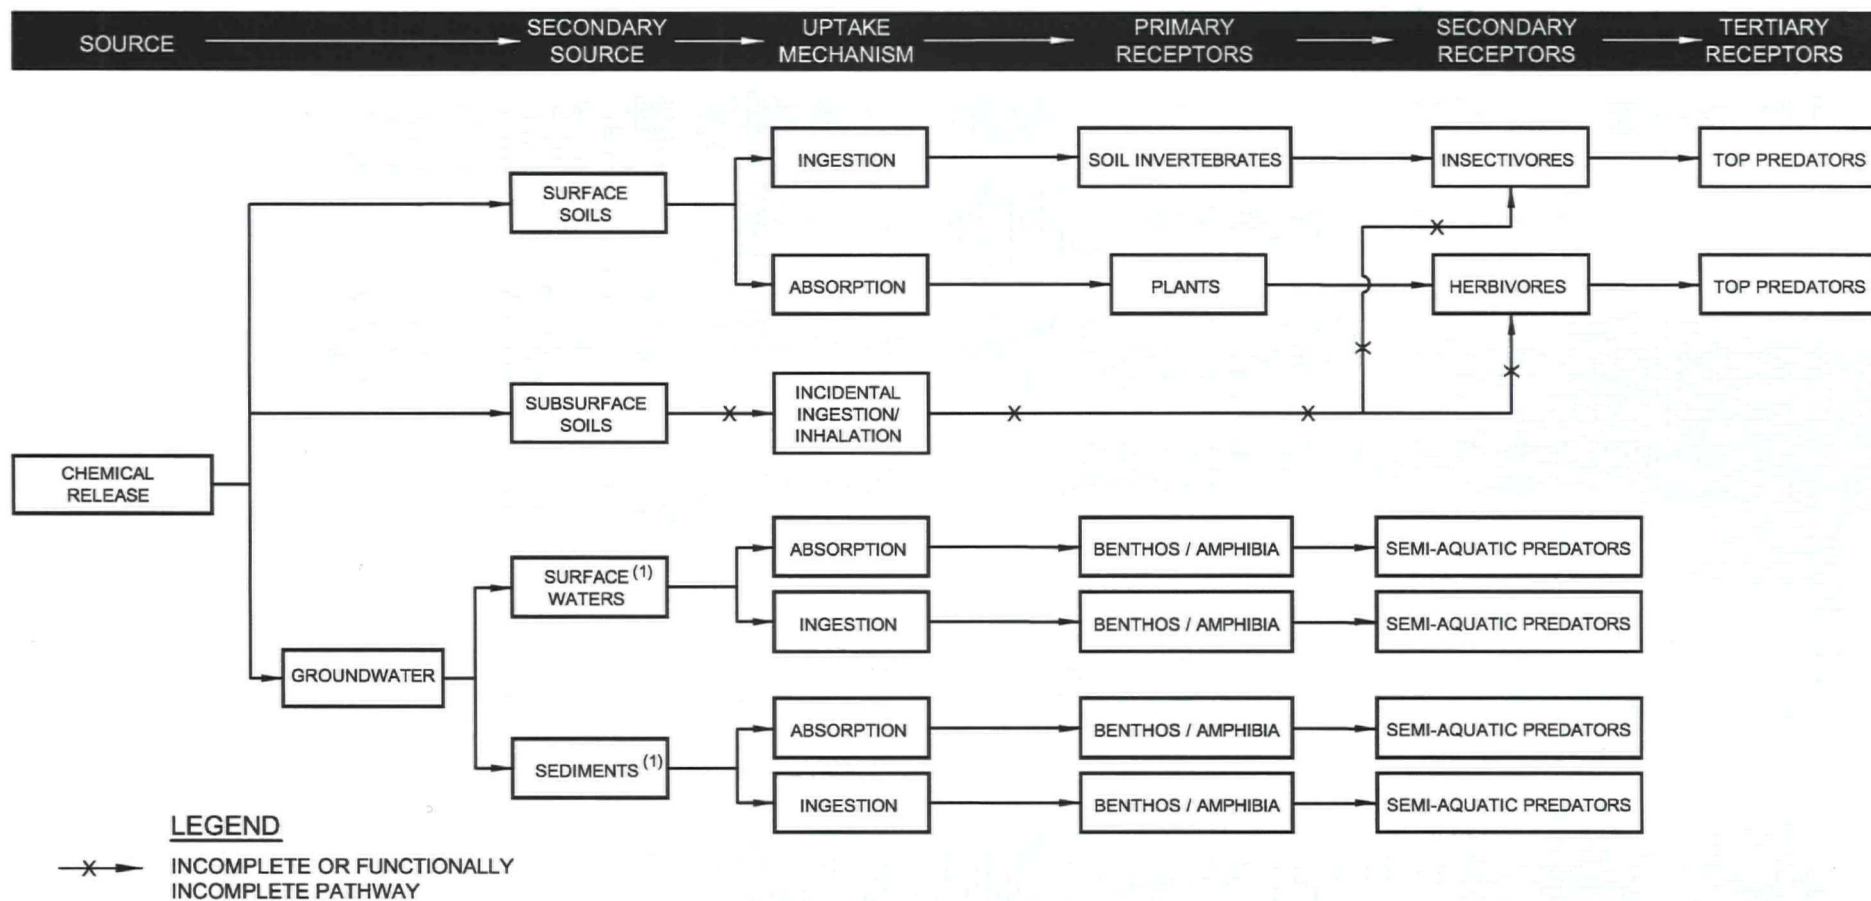 SOURCE
SECONDARY
SOURCE
UPTAKE
MECHANISM
PRIMARY
RECEPTORS
SECONDARY
RECEPTORS
TERTIARY
RECEPTORS
INGESTION
SOIL INVERTEBRATES
INSECTIVORES
TOP PREDATORS
SURFACE
SOILS
ABSORPTION
PLANTS
HERBIVORES
TOP PREDATORS
SUBSURFACE
SOILS
INCIDENTAL
INGESTION/
INHALATION
CHEMICAL
RELEASE
ABSORPTION
BENTHOS / AMPHIBIA
SEMI-AQUATIC PREDATORS
SURFACE (1)
WATERS
INGESTION
BENTHOS / AMPHIBIA
SEMI-AQUATIC PREDATORS
GROUNDWATER
ABSORPTION
BENTHOS / AMPHIBIA
SEMI-AQUATIC PREDATORS
SEDIMENTS (1)
INGESTION
BENTHOS / AMPHIBIA
SEMI-AQUATIC PREDATORS
LEGEND
X INCOMPLETE OR FUNCTIONALLY
INCOMPLETE PATHWAY